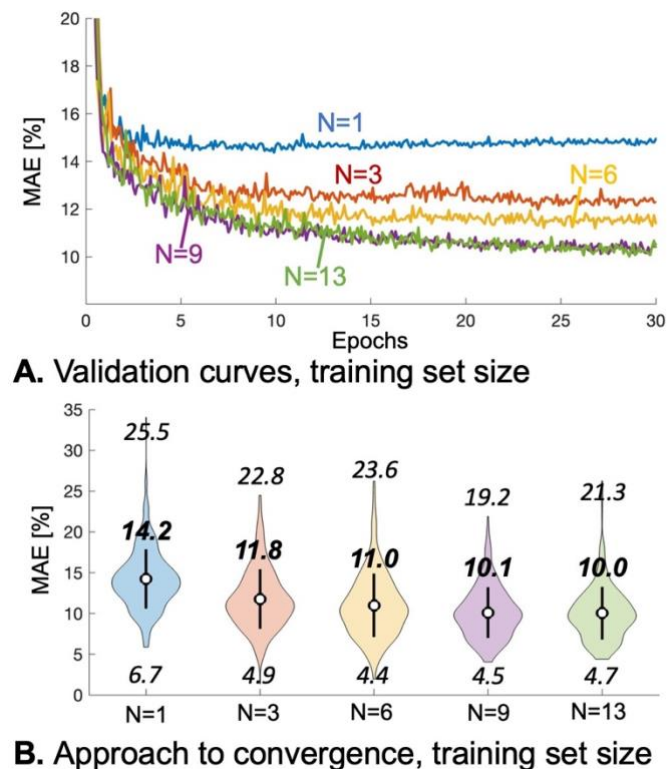 20
18
16
14
12
10
MAE [%]
N=1
N=3
N=6
N=9
N=13
0 5 10 15 20 25 30
Epochs
A. Validation curves, training set size
35
30
25
20
15
10
5
0
MAE [%]
25.5 22.8 23.6 19.2 21.3
14.2 11.8 11.0 10.1 10.0
6.7 4.9 4.4 4.5 4.7
N=1 N=3 N=6 N=9 N=13
B. Approach to convergence, training set size